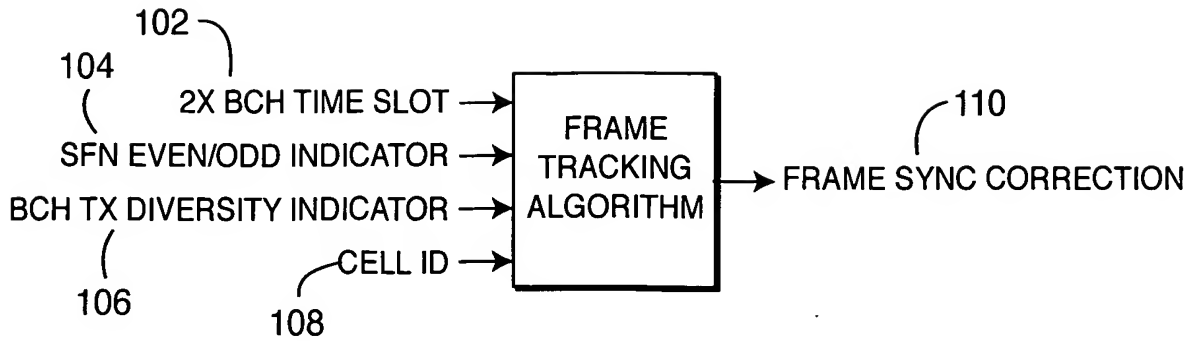 102
104
2X BCH TIME SLOT
SFN EVEN/ODD INDICATOR
BCH TX DIVERSITY INDICATOR
CELL ID
106
108
FRAME
TRACKING
ALGORITHM
110
FRAME SYNC CORRECTION